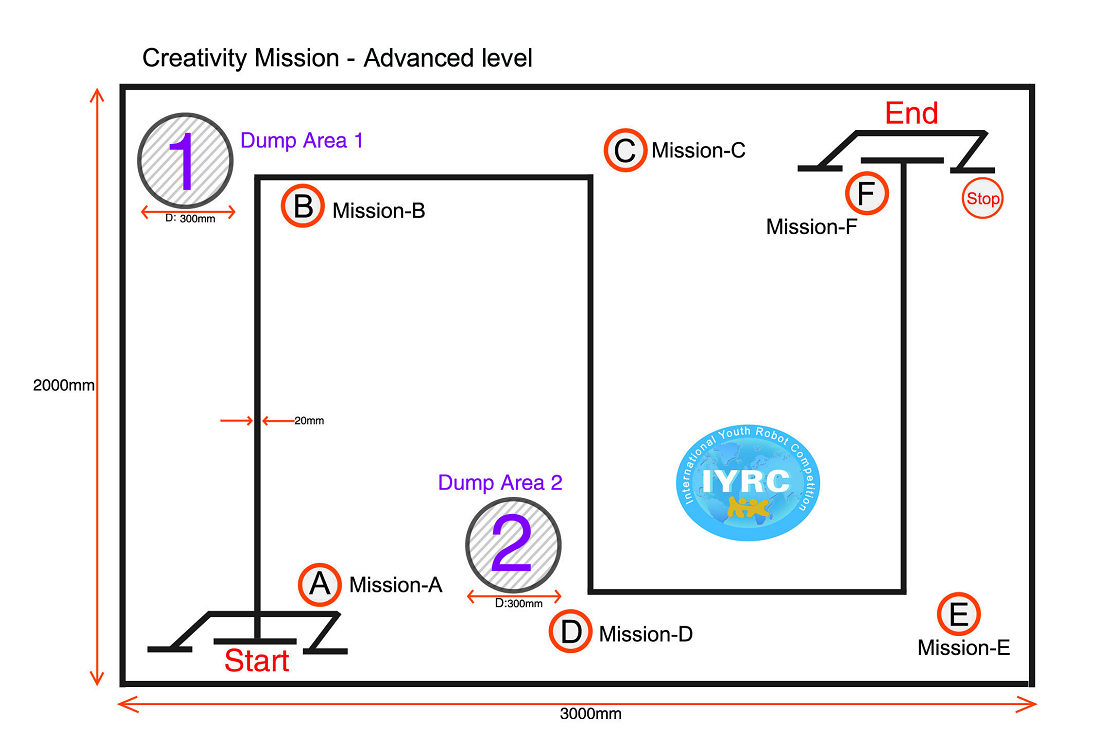 Creativity Mission - Advanced level
1
Dump Area 1
D: 300mm
B
Mission-B
C
Mission-C
End
F
Mission-F
Stop
2000mm
20mm
International Youth Robot Competition
IYRC
Dump Area 2
2
D:300mm
A
Mission-A
D
Mission-D
E
Mission-E
Start
3000mm